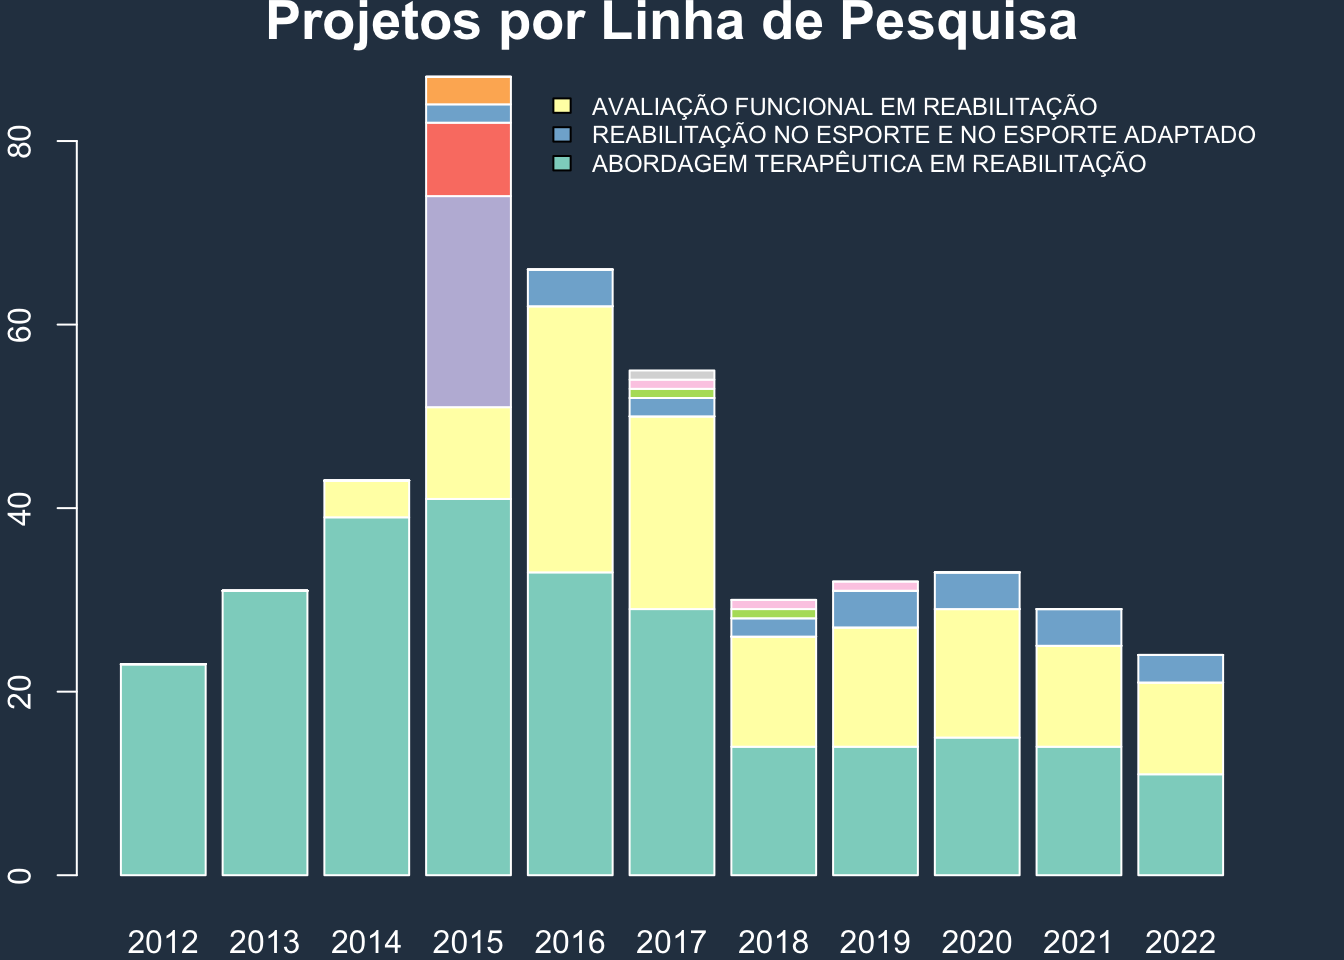 Projetos por Linha de Pesquisa
AVALIAÇÃO FUNCIONAL EM REABILITAÇÃO
REABILITAÇÃO NO ESPORTE E NO ESPORTE ADAPTADO
ABORDAGEM TERAPÊUTICA EM REABILITAÇÃO
80
60
40
20
0
2012 2013 2014 2015 2016 2017 2018 2019 2020 2021 2022